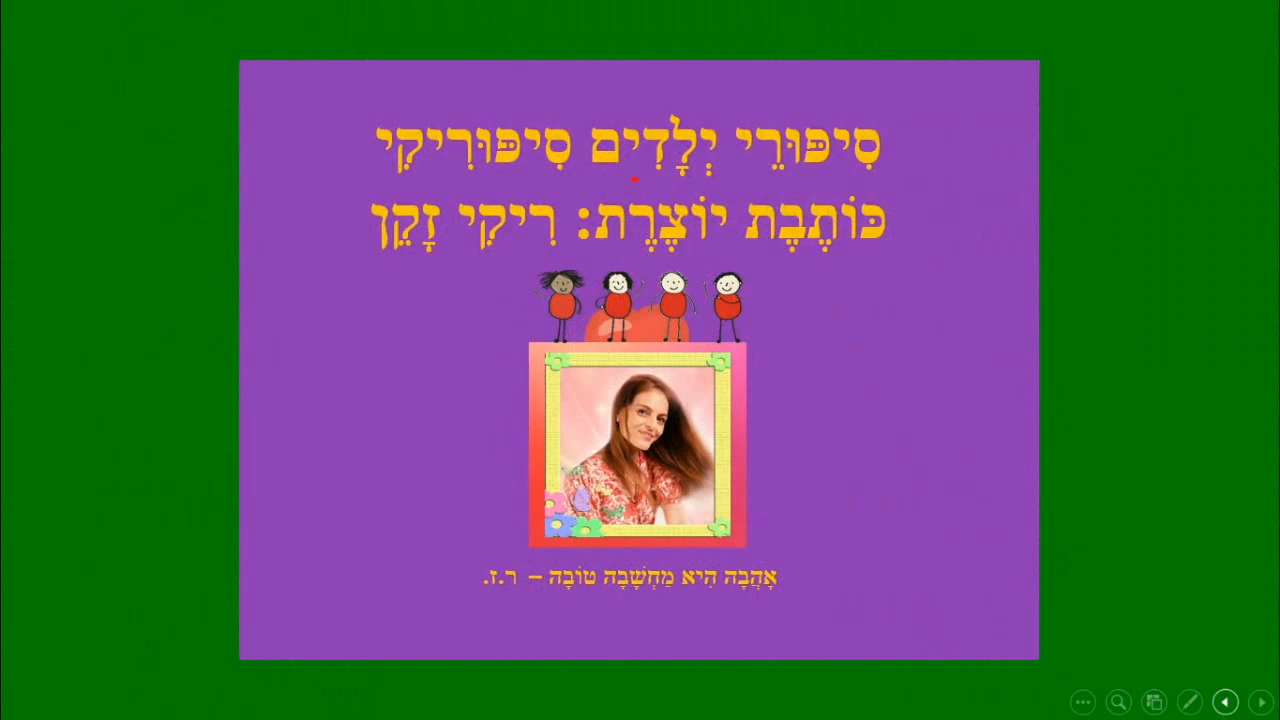 סִיפּוּרֵי יְלָדִים סִיפּוּרִיקִי
כּוֹתֶבֶת יוֹצֶרֶת: רִיקִי זָקֵן
אָהֲבָה הִיא מַחְשָׁבָה טוֹבָה – ר.ז.